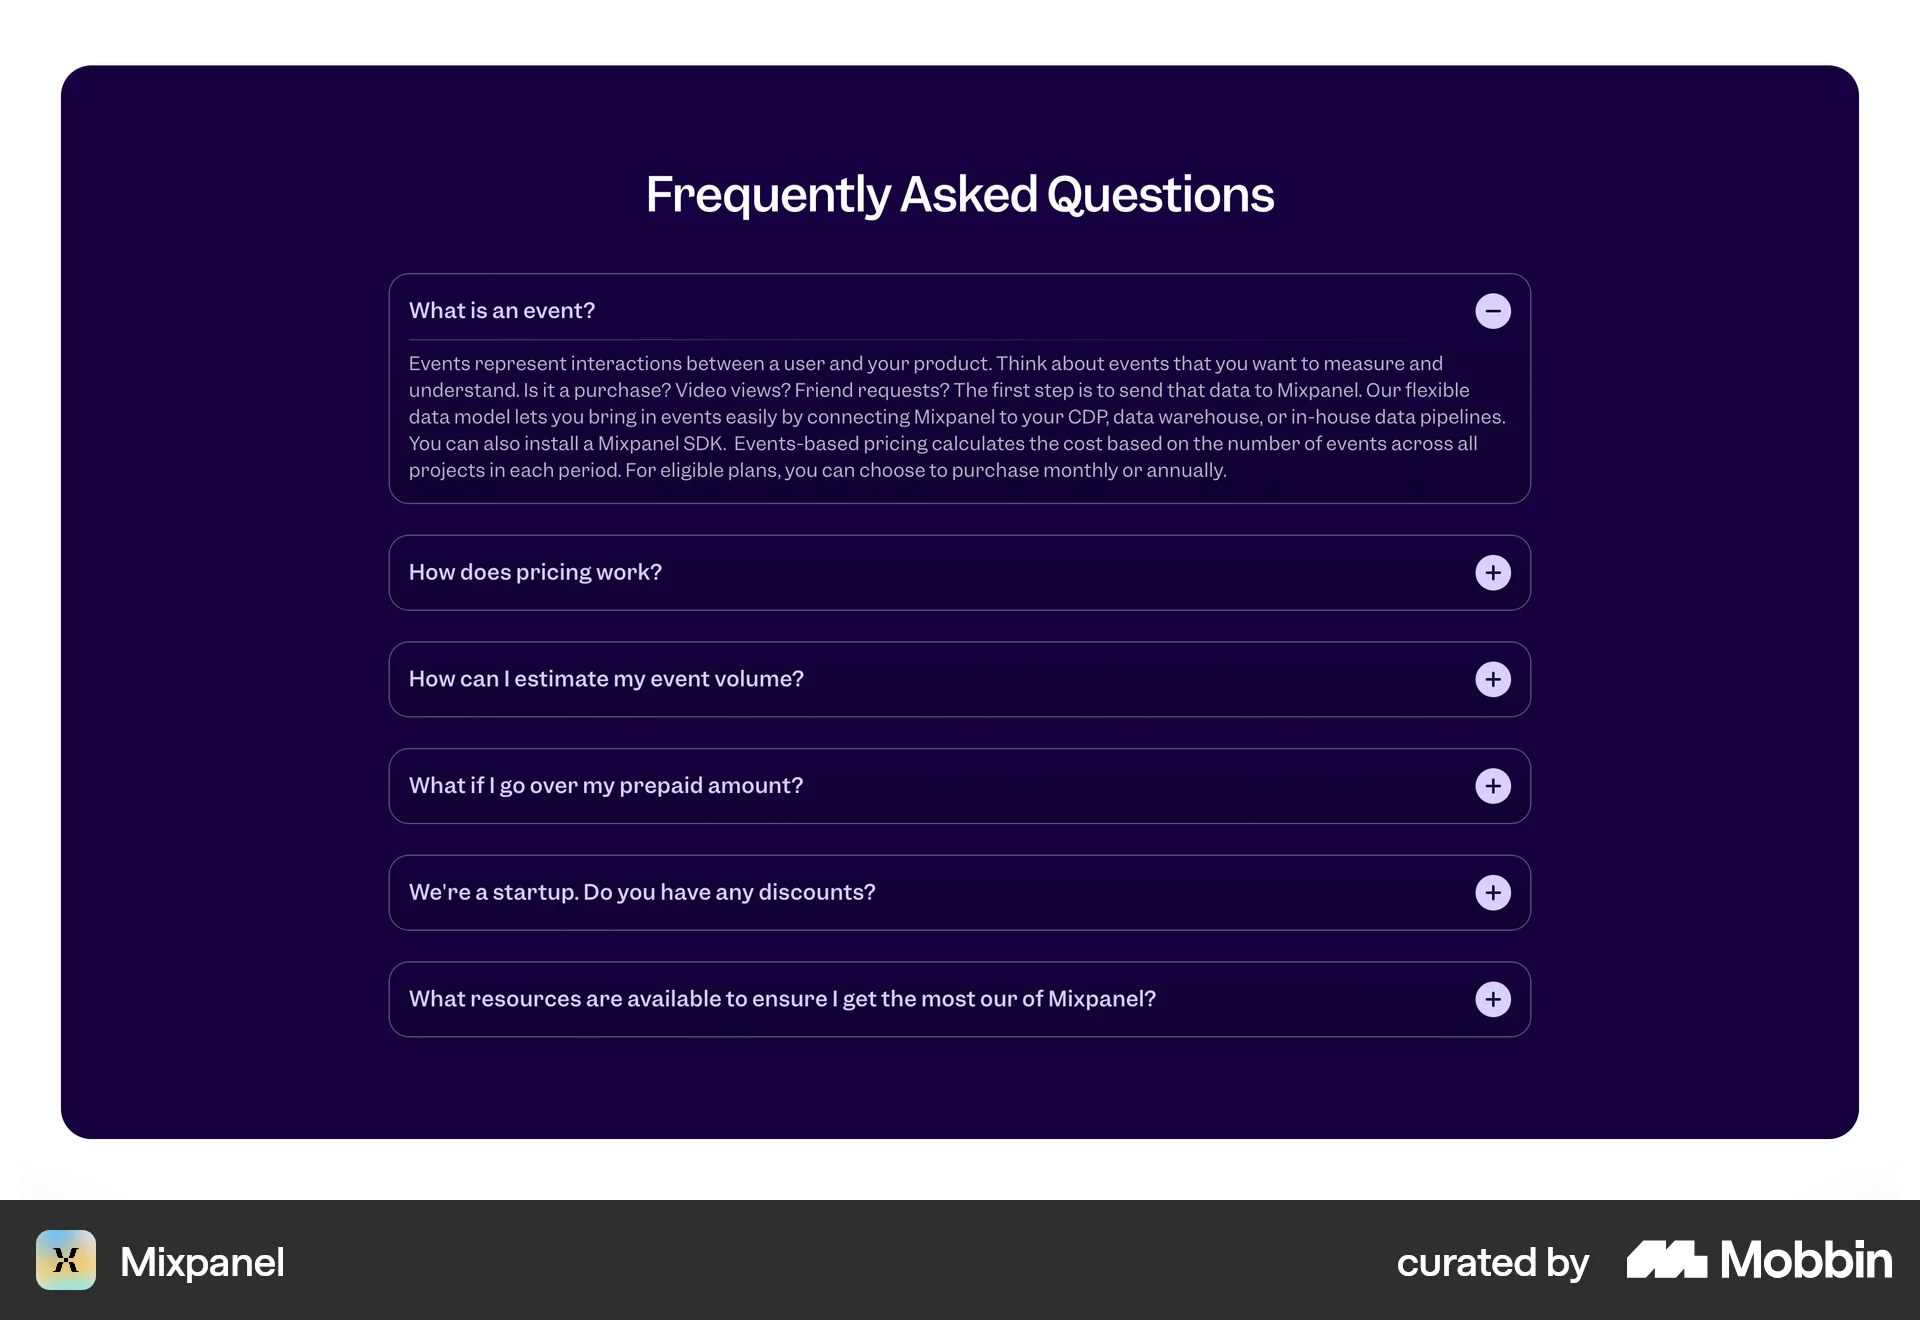 Frequently Asked Questions
What is an event?
Events represent interactions between a user and your product. Think about events that you want to measure and
understand. Is it a purchase? Video views? Friend requests? The first step is to send that data to Mixpanel. Our flexible
data model lets you bring in events easily by connecting Mixpanel to your CDP, data warehouse, or in-house data pipelines.
You can also install a Mixpanel SDK.  Events-based pricing calculates the cost based on the number of events across all
projects in each period. For eligible plans, you can choose to purchase monthly or annually.
How does pricing work?
How can I estimate my event volume?
What if I go over my prepaid amount?
We're a startup. Do you have any discounts?
What resources are available to ensure I get the most our of Mixpanel?
Mixpanel
curated by Mobbin